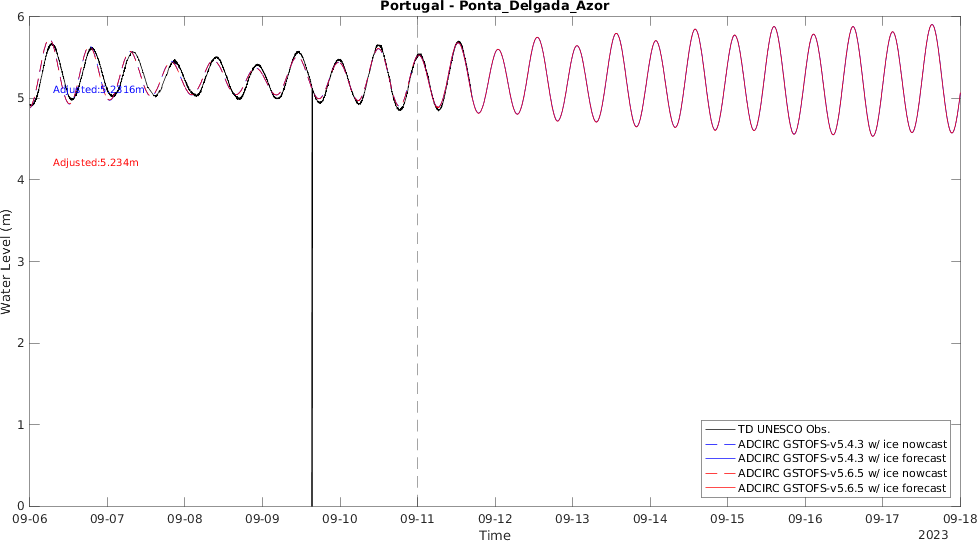 Portugal - Ponta_Delgada_Azor
6
5
4
3
2
1
0
Water Level (m)
Adjusted:5.2316m
Adjusted:5.234m
TD UNESCO Obs.
ADCIRC GSTOFS-v5.4.3 w/ ice nowcast
ADCIRC GSTOFS-v5.4.3 w/ ice forecast
ADCIRC GSTOFS-v5.6.5 w/ ice nowcast
ADCIRC GSTOFS-v5.6.5 w/ ice forecast
09-06 09-07 09-08 09-09 09-10 09-11 09-12 09-13 09-14 09-15 09-16 09-17 09-18
Time
2023